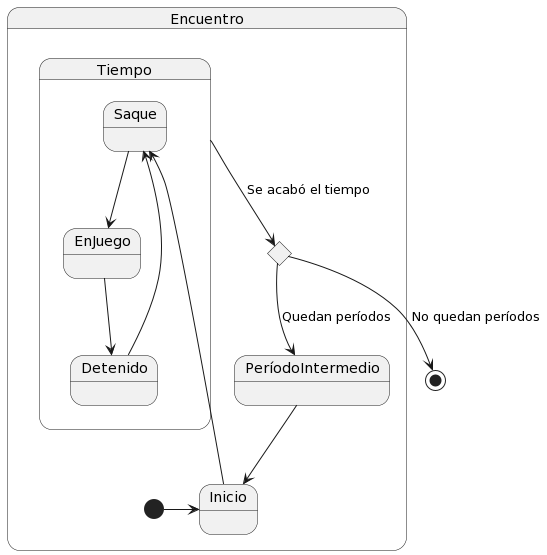 Encuentro
Tiempo
Saque
Se acabó el tiempo
EnJuego
Quedan períodos
No quedan períodos
Detenido
PeríodoIntermedio
Inicio